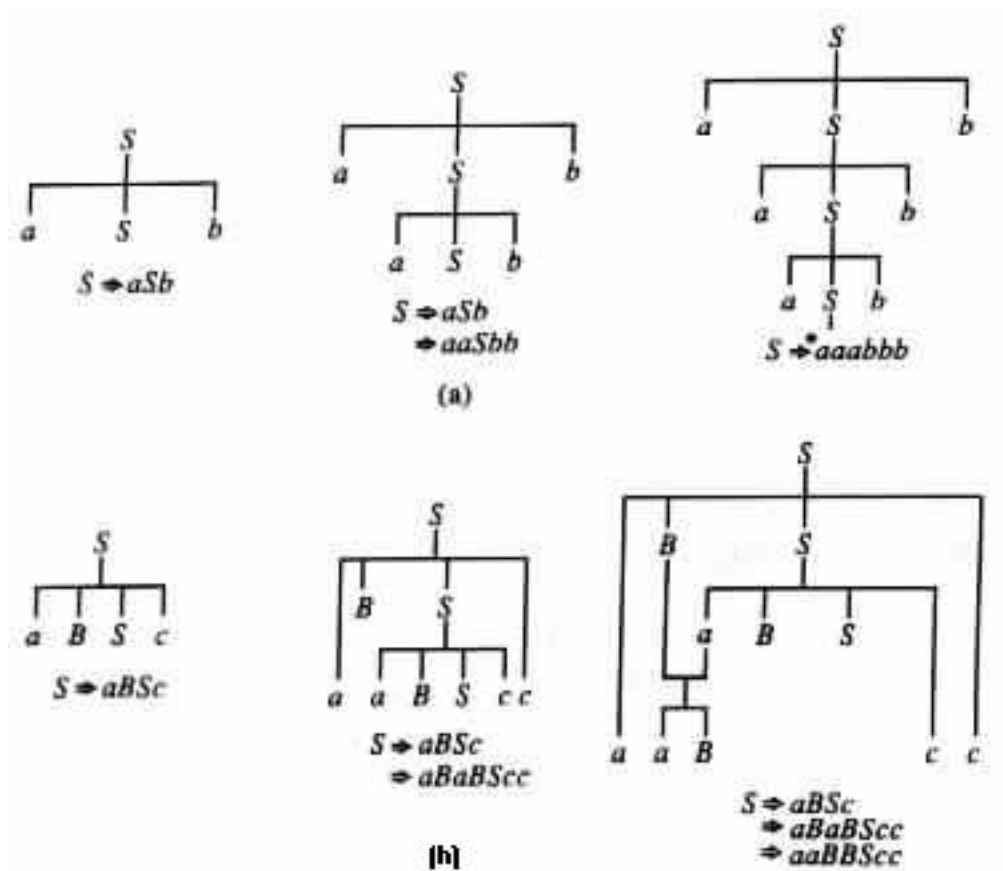 S
a S b
S ⇒ aSb
S
a S b
a S b
S ⇒ aSb
⇒ aaSbb
S
a S b
a S b
a S b
S ⇒* aaabbb
(a)
S
a B S c
S ⇒ aBSc
S
B S
a a B S c c
S ⇒ aBSc
⇒ aBaBScc
S
B S
a B S
a a B c c
S ⇒ aBSc
⇒ aBaBScc
⇒ aaBBScc
[h]